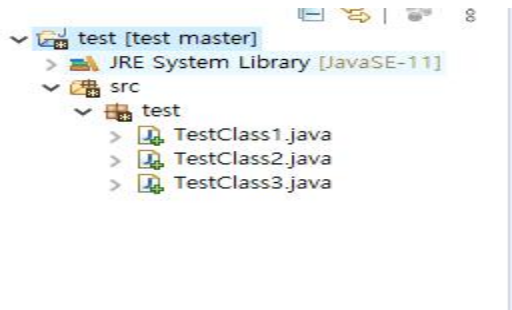 test [test master]
JRE System Library [JavaSE-11]
src
test
TestClass1.java
TestClass2.java
TestClass3.java